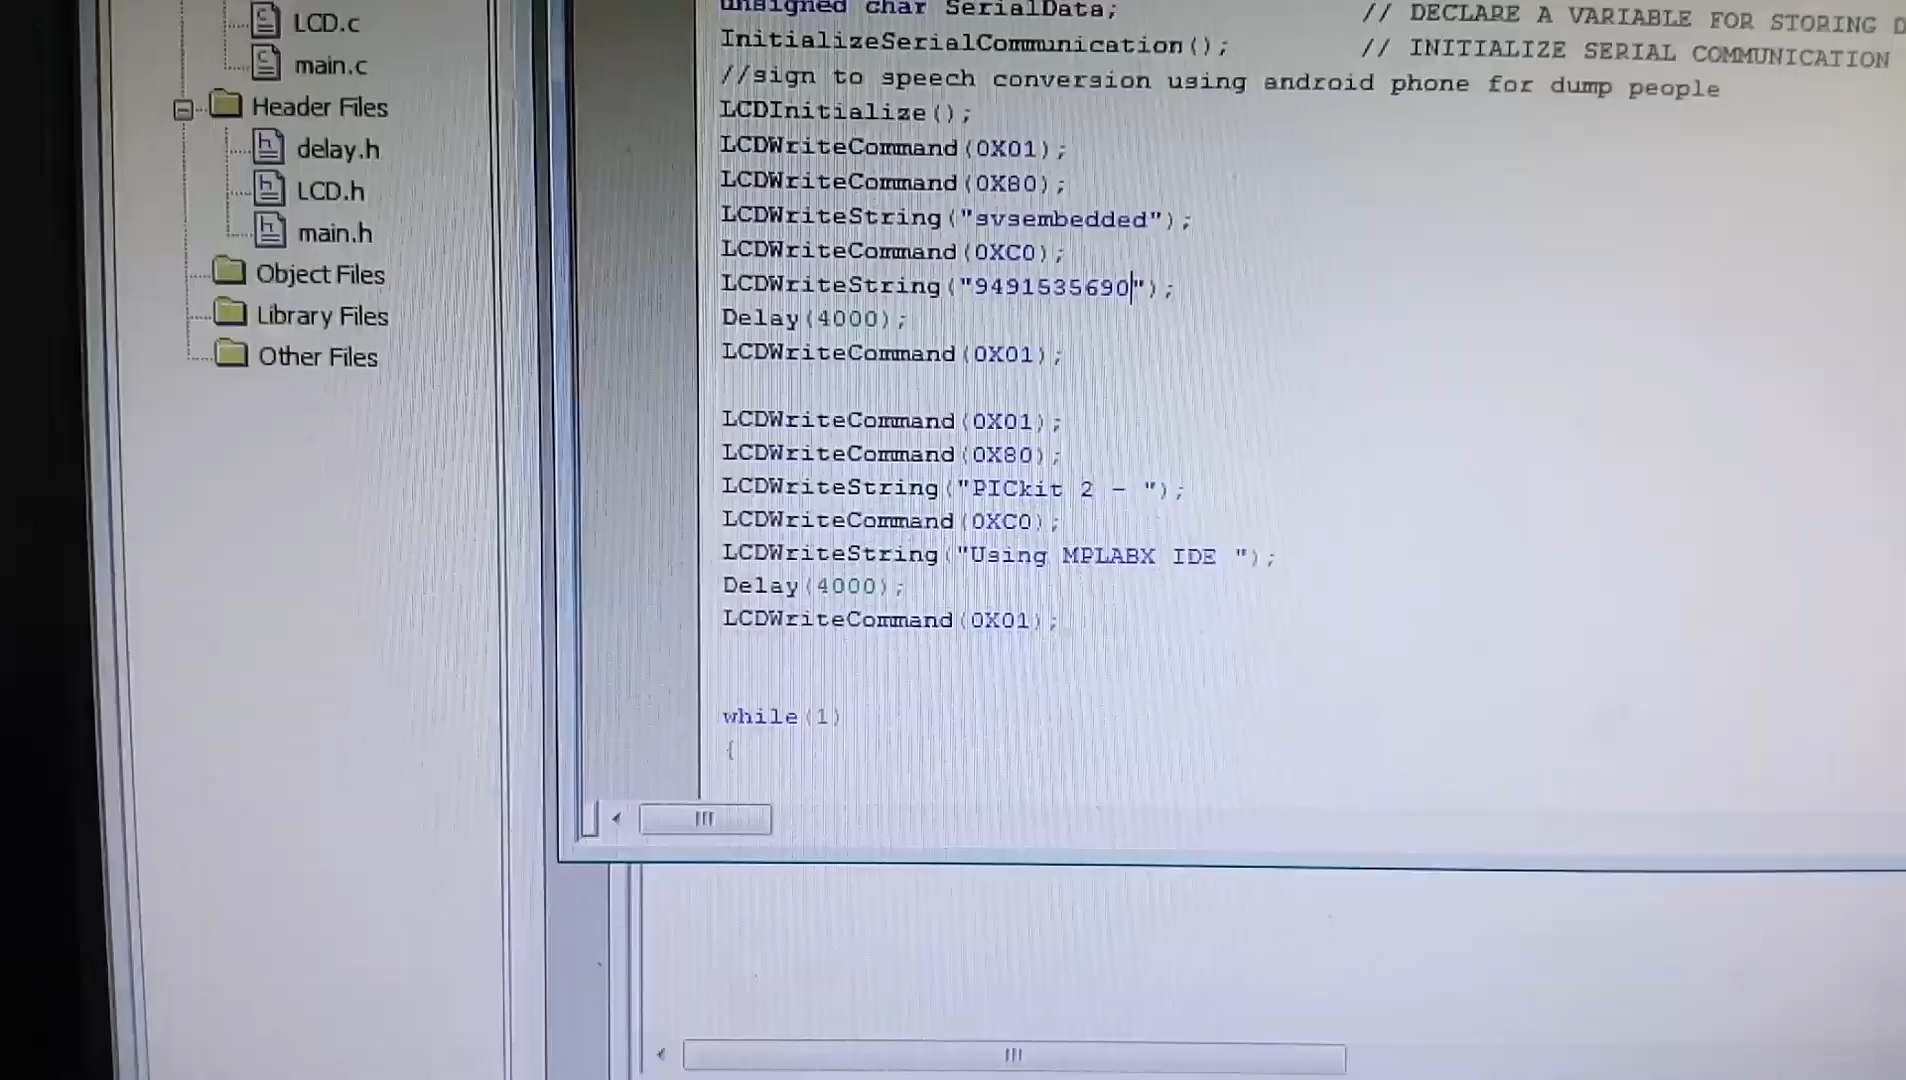 LCD.c
main.c
Header Files
delay.h
LCD.h
main.h
Object Files
Library Files
Other Files
unsigned char SerialData; // DECLARE A VARIABLE FOR STORING
InitializeSerialCommunication(); // INITIALIZE SERIAL COMMUNICATION
//sign to speech conversion using android phone for dump people
LCDInitialize();
LCDWriteCommand(0X01);
LCDWriteCommand(0X80);
LCDWriteString("svsembedded");
LCDWriteCommand(0XC0);
LCDWriteString("9491535690");
Delay(4000);
LCDWriteCommand(0X01);
LCDWriteCommand(0X01);
LCDWriteCommand(0X80);
LCDWriteString("PICkit 2 - ");
LCDWriteCommand(0XC0);
LCDWriteString("Using MPLABX IDE ");
Delay(4000);
LCDWriteCommand(0X01);
while(1)
{